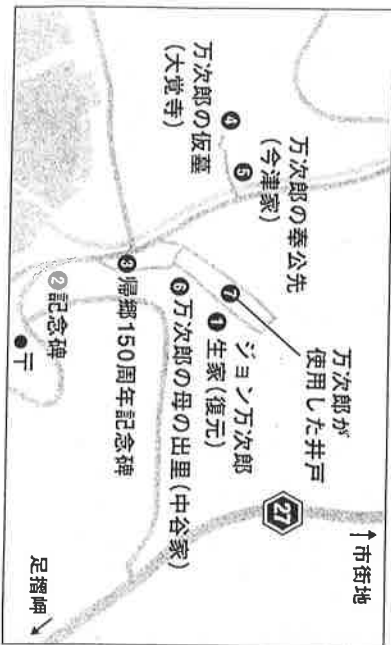 ↑市街地
27
足摺岬
万次郎が
使用した井戸
❼
❶ジョン万次郎
生家(復元)
❻万次郎の母の出里(中谷家)
❸帰郷150周年記念碑
❷記念碑
●〒
万次郎の奉公先
(今津家)
❺
❹
万次郎の仮墓
(大覚寺)